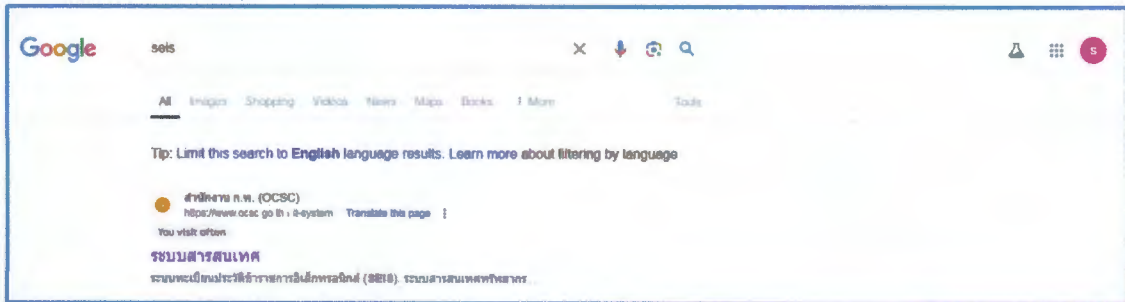 Google seis S
All Images Shopping Videos News Maps Books ⋮ More Tools
Tip: Limit this search to English language results. Learn more about filtering by language
สำนักงาน ก.พ. (OCSC)
https://www.ocsc.go.th › it-system Translate this page ⋮
You visit often
ระบบสารสนเทศ
ระบบทะเบียนประวัติข้าราชการอิเล็กทรอนิกส์ (SEIS). ระบบสารสนเทศทรัพยากร